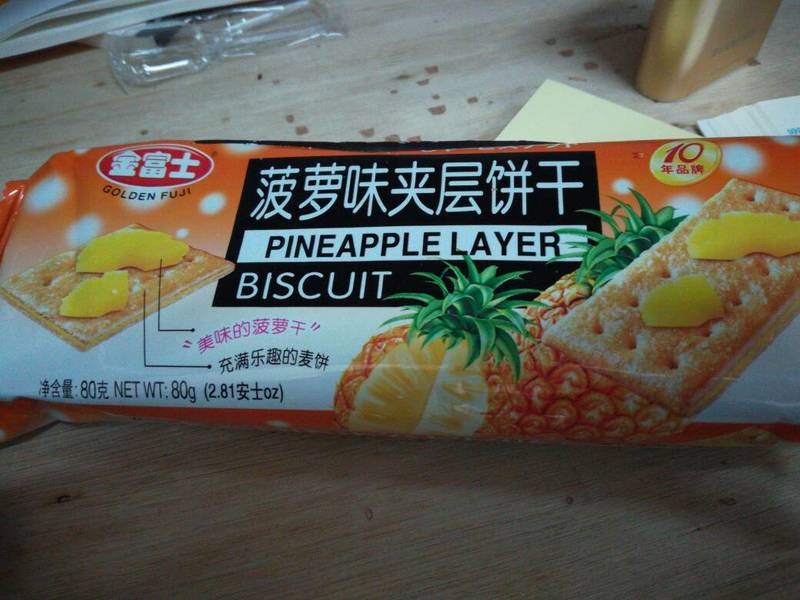 金富士
GOLDEN FUJI
菠萝味夹层饼干
PINEAPPLE LAYER
BISCUIT
10
年品牌
"美味的菠萝干"
充满乐趣的麦饼
净含量: 80克 NET WT: 80g (2.81安士oz)